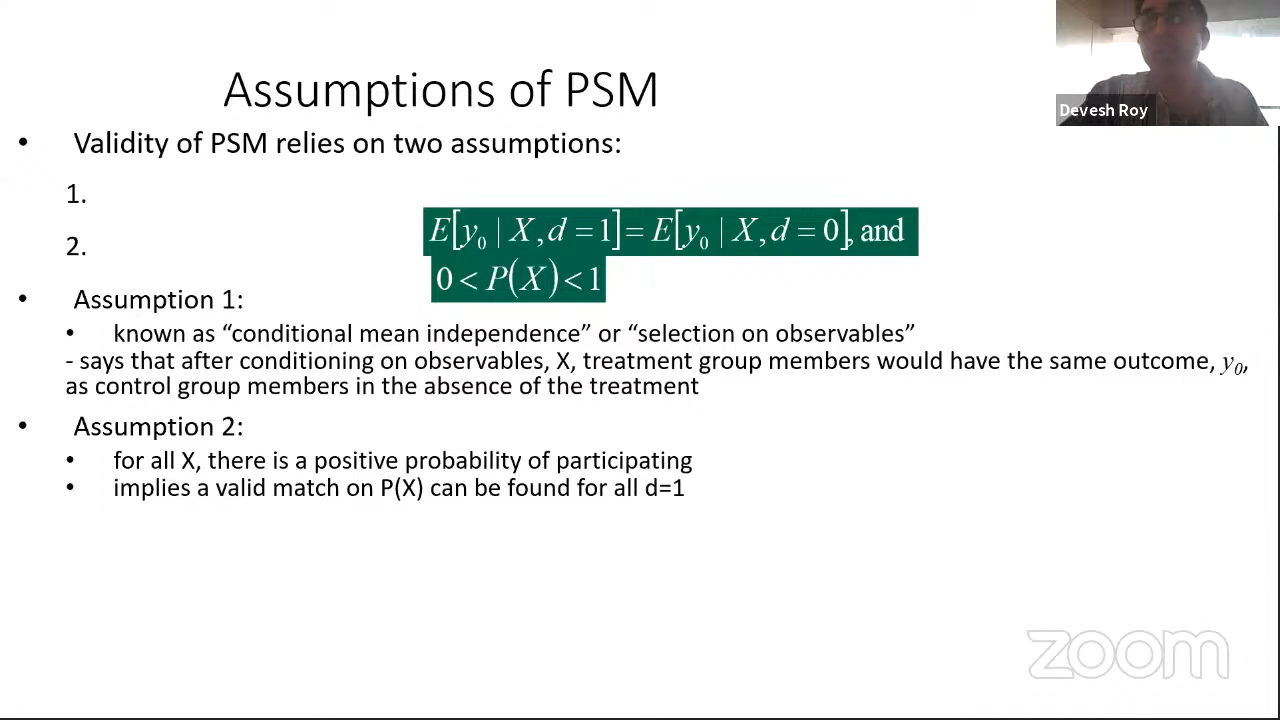 Assumptions of PSM
Devesh Roy
• Validity of PSM relies on two assumptions:
1.
E[y₀ | X, d = 1] = E[y₀ | X, d = 0], and
2.
0 < P(X) < 1
• Assumption 1:
• known as “conditional mean independence” or “selection on observables”
- says that after conditioning on observables, X, treatment group members would have the same outcome, y₀,
as control group members in the absence of the treatment
• Assumption 2:
• for all X, there is a positive probability of participating
• implies a valid match on P(X) can be found for all d=1
zoom